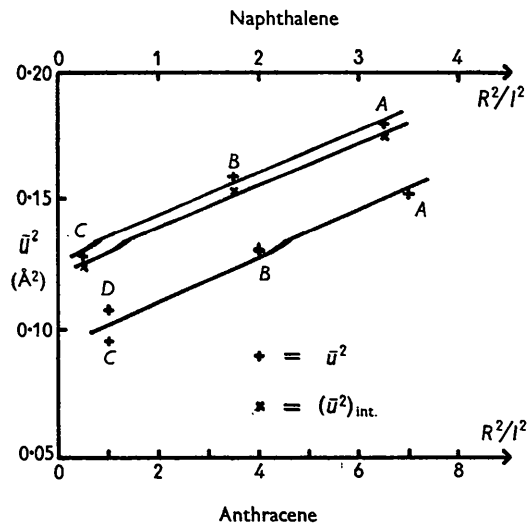 Naphthalene
0 1 2 3 4
R²/l²
0·20
A
B
0·15
C
ū²
(Å²)
A
B
D
0·10
C
+ = ū²
× = (ū²)int.
R²/l²
0·05
0 2 4 6 8
Anthracene